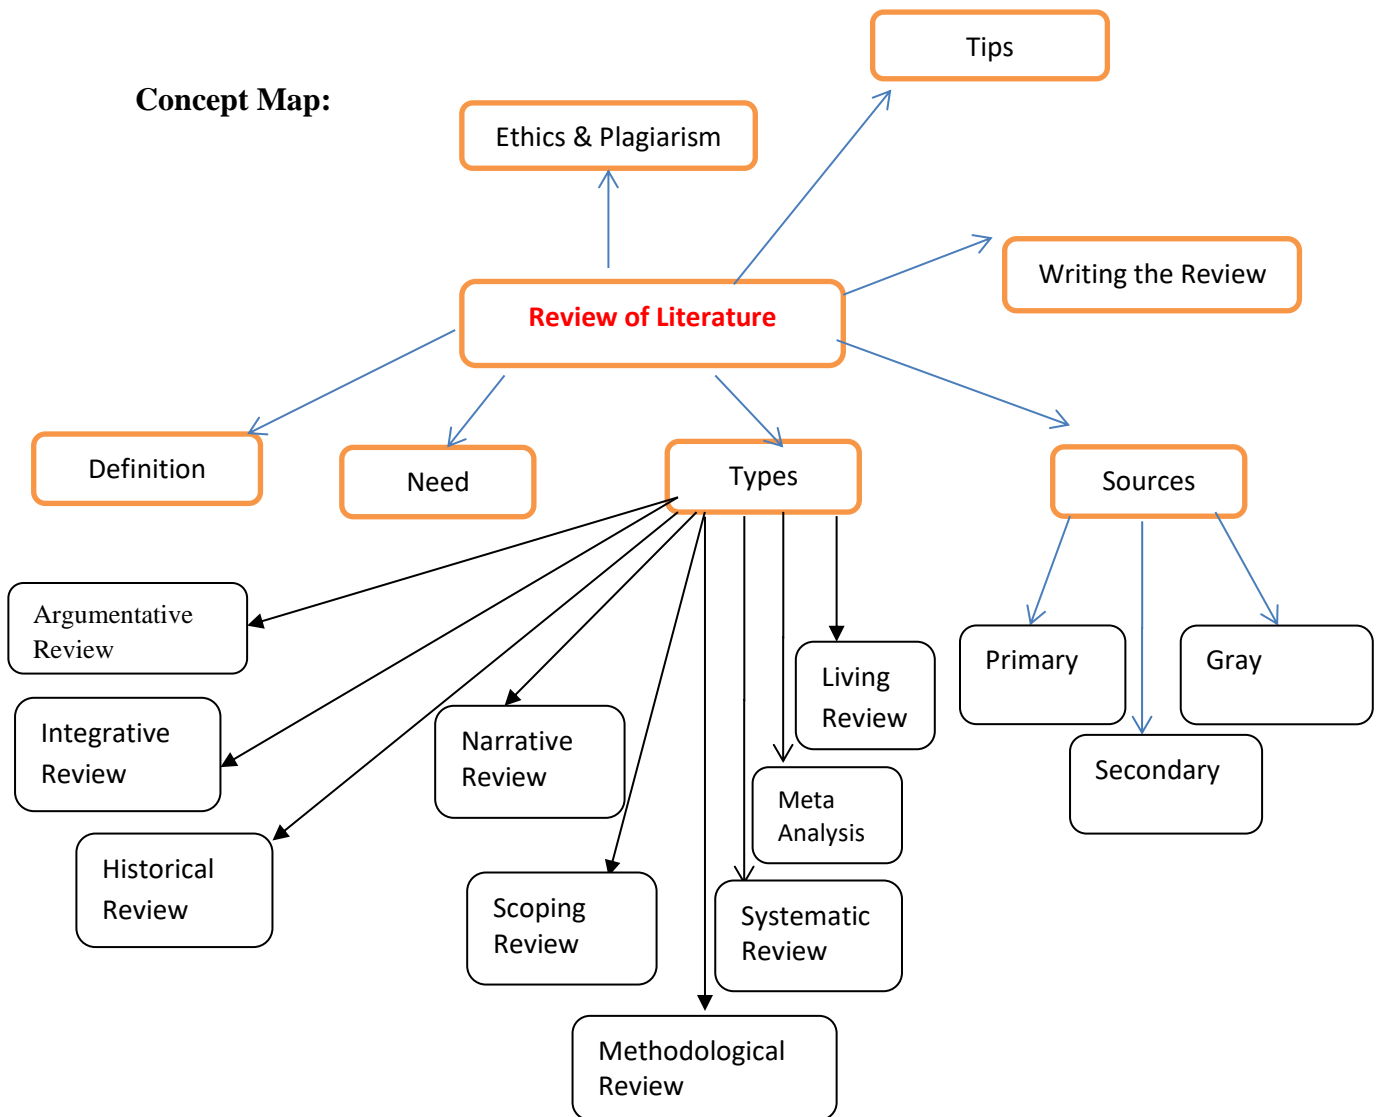 Tips
Concept Map:
Ethics & Plagiarism
Writing the Review
Review of Literature
Definition
Need
Types
Sources
Argumentative
Review
Integrative
Review
Historical
Review
Narrative
Review
Scoping
Review
Methodological
Review
Systematic
Review
Meta
Analysis
Living
Review
Primary
Secondary
Gray